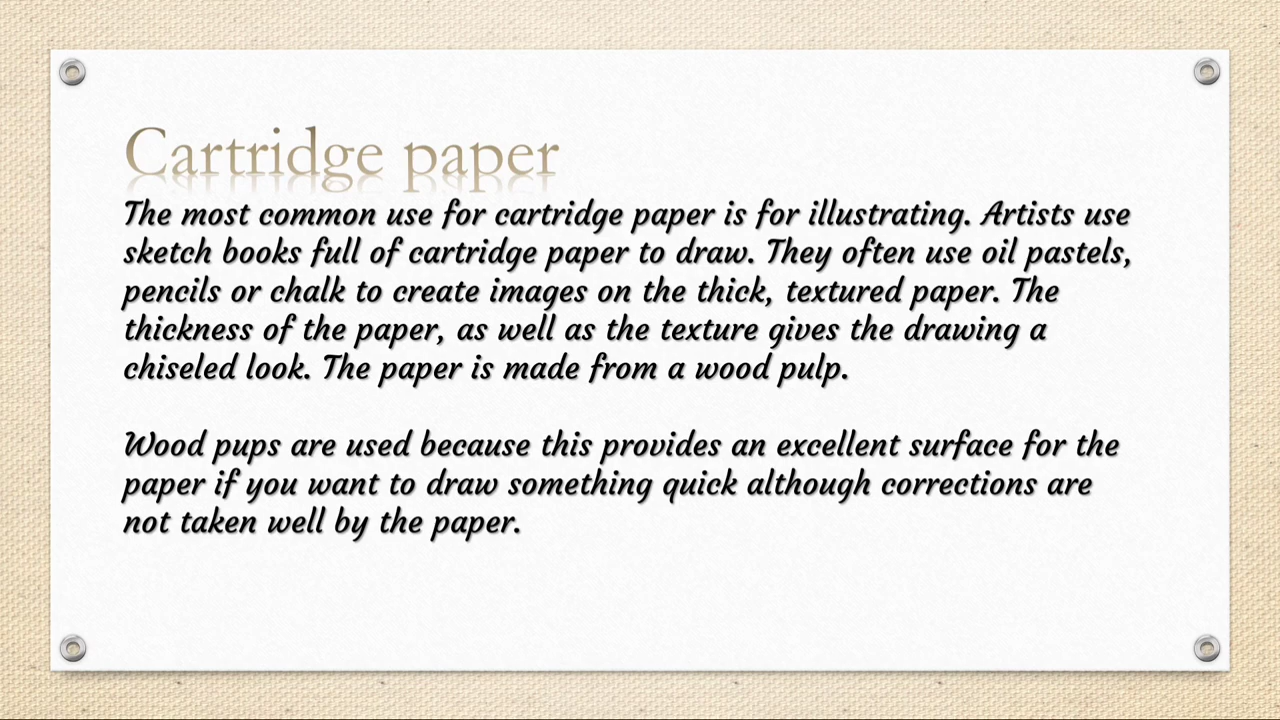 Cartridge paper
The most common use for cartridge paper is for illustrating. Artists use
sketch books full of cartridge paper to draw. They often use oil pastels,
pencils or chalk to create images on the thick, textured paper. The
thickness of the paper, as well as the texture gives the drawing a
chiseled look. The paper is made from a wood pulp.
Wood pups are used because this provides an excellent surface for the
paper if you want to draw something quick although corrections are
not taken well by the paper.